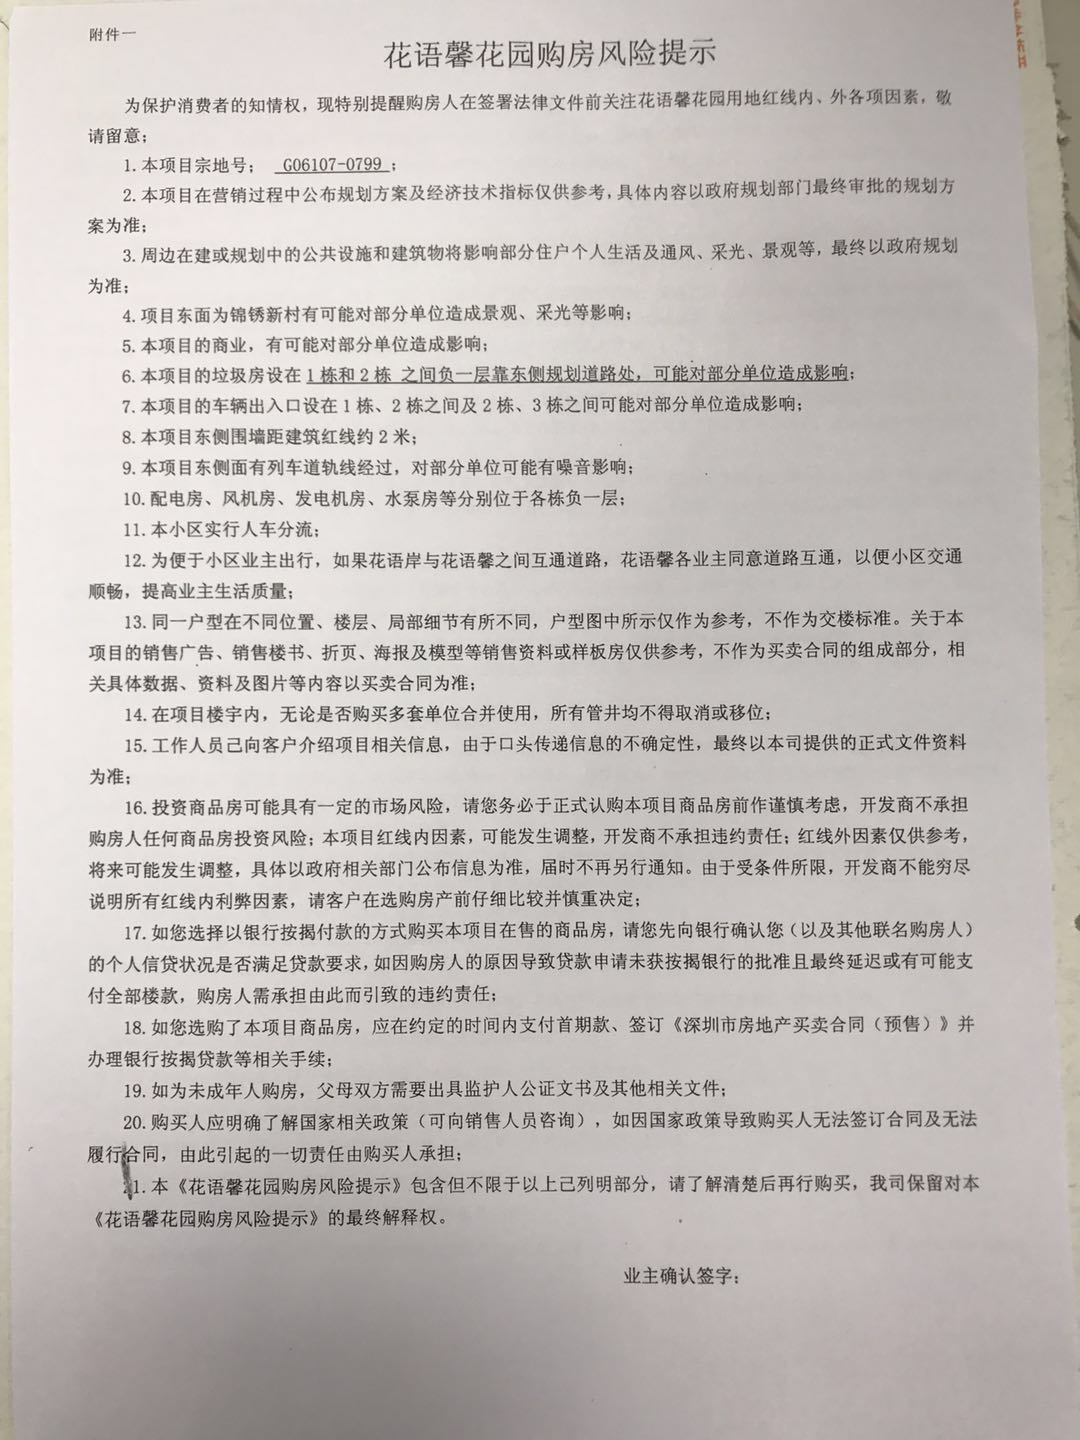 附件一
花语馨花园购房风险提示
为保护消费者的知情权，现特别提醒购房人在签署法律文件前关注花语馨花园用地红线内、外各项因素，敬
请留意；
1.本项目宗地号； G06107-0799 ；
2.本项目在营销过程中公布规划方案及经济技术指标仅供参考，具体内容以政府规划部门最终审批的规划方
案为准；
3.周边在建或规划中的公共设施和建筑物将影响部分住户个人生活及通风、采光、景观等，最终以政府规划
为准；
4.项目东面为锦锈新村有可能对部分单位造成景观、采光等影响；
5.本项目的商业，有可能对部分单位造成影响；
6.本项目的垃圾房设在 1栋和2栋 之间负一层靠东侧规划道路处，可能对部分单位造成影响；
7.本项目的车辆出入口设在1栋、2栋之间及2栋、3栋之间可能对部分单位造成影响；
8.本项目东侧围墙距建筑红线约2米；
9.本项目东侧面有列车道轨线经过，对部分单位可能有噪音影响；
10.配电房、风机房、发电机房、水泵房等分别位于各栋负一层；
11.本小区实行人车分流；
12.为便于小区业主出行，如果花语岸与花语馨之间互通道路，花语馨各业主同意道路互通，以便小区交通
顺畅，提高业主生活质量；
13.同一户型在不同位置、楼层、局部细节有所不同，户型图中所示仅作为参考，不作为交楼标准。关于本
项目的销售广告、销售楼书、折页、海报及模型等销售资料或样板房仅供参考，不作为买卖合同的组成部分，相
关具体数据、资料及图片等内容以买卖合同为准；
14.在项目楼宇内，无论是否购买多套单位合并使用，所有管井均不得取消或移位；
15.工作人员已向客户介绍项目相关信息，由于口头传递信息的不确定性，最终以本司提供的正式文件资料
为准；
16.投资商品房可能具有一定的市场风险，请您务必于正式认购本项目商品房前作谨慎考虑，开发商不承担
购房人任何商品房投资风险；本项目红线内因素，可能发生调整，开发商不承担违约责任；红线外因素仅供参考，
将来可能发生调整，具体以政府相关部门公布信息为准，届时不再另行通知。由于受条件所限，开发商不能穷尽
说明所有红线内利弊因素，请客户在选购房产前仔细比较并慎重决定；
17.如您选择以银行按揭付款的方式购买本项目在售的商品房，请您先向银行确认您（以及其他联名购房人）
的个人信贷状况是否满足贷款要求，如因购房人的原因导致贷款申请未获按揭银行的批准且最终延迟或有可能支
付全部楼款，购房人需承担由此而引致的违约责任；
18.如您选购了本项目商品房，应在约定的时间内支付首期款、签订《深圳市房地产买卖合同（预售）》并
办理银行按揭贷款等相关手续；
19.如为未成年人购房，父母双方需要出具监护人公证文书及其他相关文件；
20.购买人应明确了解国家相关政策（可向销售人员咨询），如因国家政策导致购买人无法签订合同及无法
履行合同，由此引起的一切责任由购买人承担；
21.本《花语馨花园购房风险提示》包含但不限于以上已列明部分，请了解清楚后再行购买，我司保留对本
《花语馨花园购房风险提示》的最终解释权。
业主确认签字：